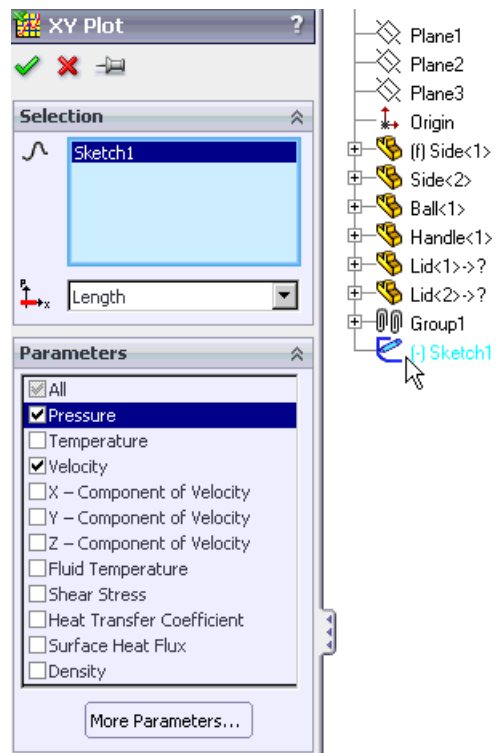 XY Plot ?
Selection
Sketch1
P x
Length
Parameters
All
Pressure
Temperature
Velocity
X – Component of Velocity
Y – Component of Velocity
Z – Component of Velocity
Fluid Temperature
Shear Stress
Heat Transfer Coefficient
Surface Heat Flux
Density
More Parameters...
Plane1
Plane2
Plane3
Origin
(f) Side<1>
Side<2>
Ball<1>
Handle<1>
Lid<1>->?
Lid<2>->?
Group1
(-) Sketch1